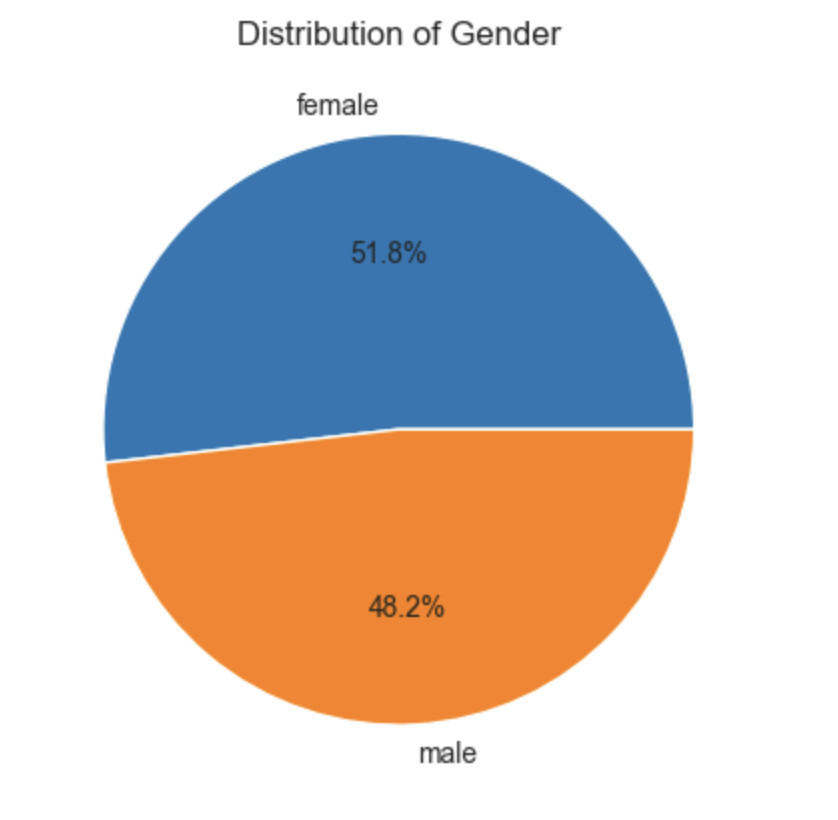 Distribution of Gender
female
51.8%
48.2%
male